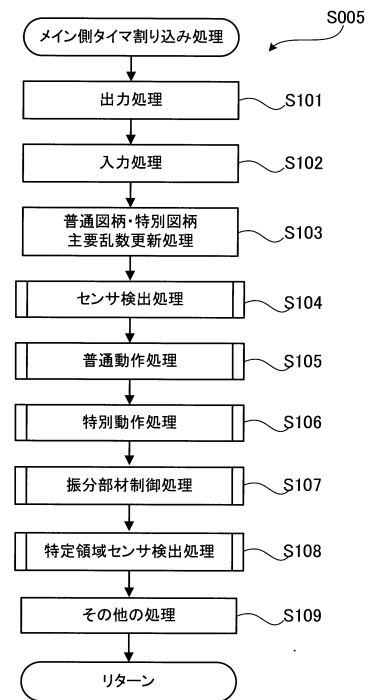 メイン側タイマ割り込み処理
S005
出力処理
S101
入力処理
S102
普通図柄・特別図柄
主要乱数更新処理
S103
センサ検出処理
S104
普通動作処理
S105
特別動作処理
S106
振分部材制御処理
S107
特定領域センサ検出処理
S108
その他の処理
S109
リターン